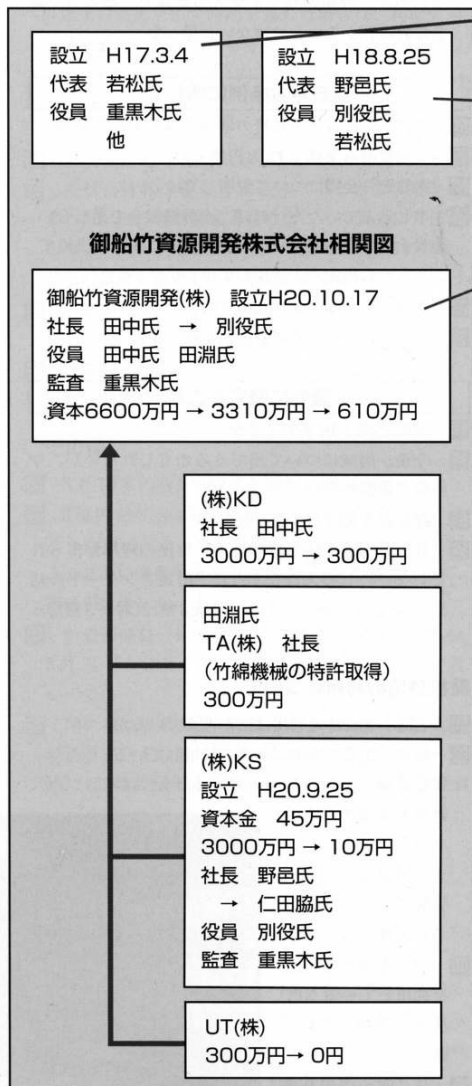 設立 H17.3.4
代表 若松氏
役員 重黒木氏
他
設立 H18.8.25
代表 野邑氏
役員 別役氏
若松氏
御船竹資源開発株式会社相関図
御船竹資源開発(株) 設立H20.10.17
社長 田中氏 → 別役氏
役員 田中氏 田淵氏
監査 重黒木氏
資本6600万円 → 3310万円 → 610万円
(株)KD
社長 田中氏
3000万円 → 300万円
田淵氏
TA(株) 社長
(竹綿機械の特許取得)
300万円
(株)KS
設立 H20.9.25
資本金 45万円
3000万円 → 10万円
社長 野邑氏
→ 仁田脇氏
役員 別役氏
監査 重黒木氏
UT(株)
300万円→ 0円